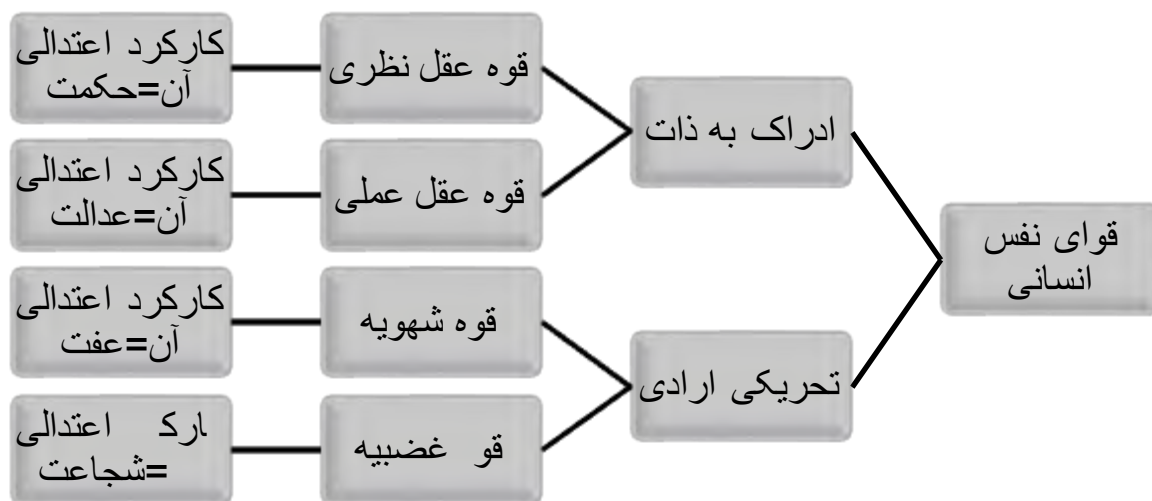 قوای نفس
انسانی
ادراک به ذات
قوه عقل نظری
کارکرد اعتدالی
آن=حکمت
قوه عقل عملی
کارکرد اعتدالی
آن=عدالت
تحریکی ارادی
قوه شهویه
کارکرد اعتدالی
آن=عفت
قو غضبیه
ارک اعتدالی
=شجاعت